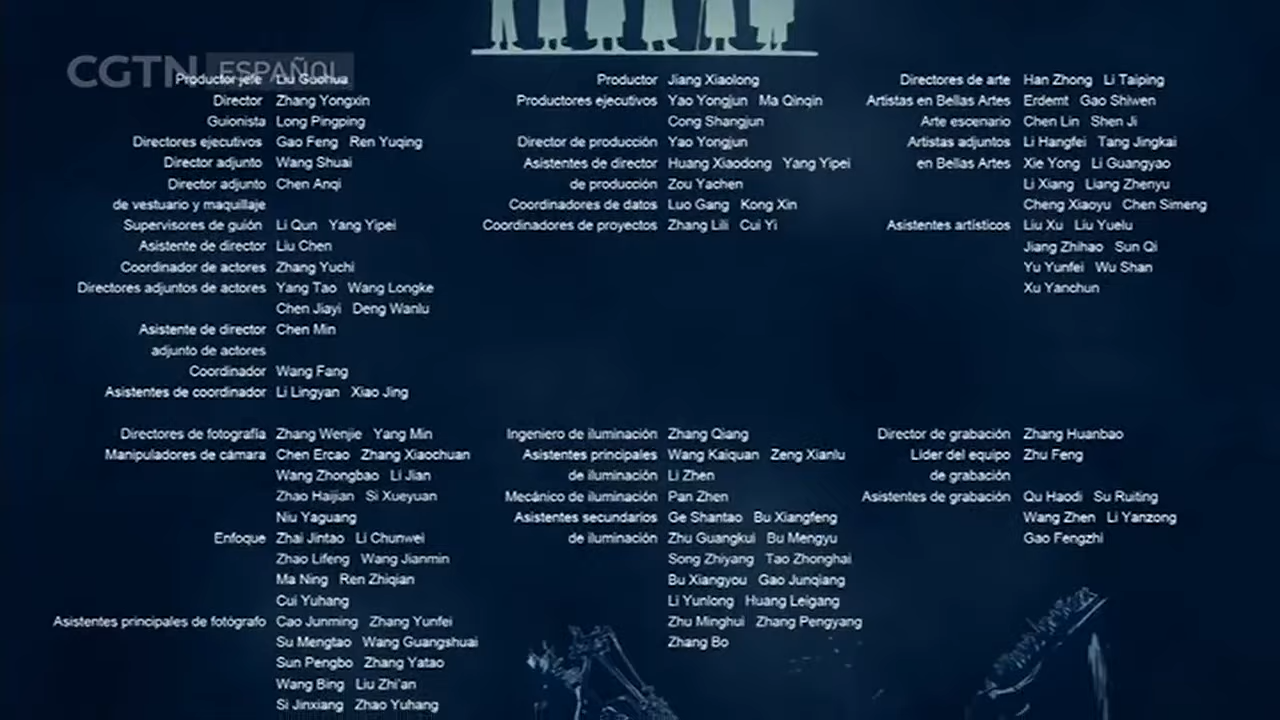 CGTN ESPAÑOL
Productor jefe Liu Guohua
Director Zhang Yongxin
Guionista Long Pingping
Directores ejecutivos Gao Feng Ren Yuqing
Director adjunto Wang Shuai
Director adjunto Chen Anqi
de vestuario y maquillaje
Supervisores de guión Li Qun Yang Yipei
Asistente de director Liu Chen
Coordinador de actores Zhang Yuchi
Directores adjuntos de actores Yang Tao Wang Longke
Chen Jiayi Deng Wanlu
Asistente de director Chen Min
adjunto de actores
Coordinador Wang Fang
Asistentes de coordinador Li Lingyan Xiao Jing
Productor Jiang Xiaolong
Productores ejecutivos Yao Yongjun Ma Qinqin
Cong Shangjun
Director de producción Yao Yongjun
Asistentes de director Huang Xiaodong Yang Yipei
de producción Zou Yachen
Coordinadores de datos Luo Gang Kong Xin
Coordinadores de proyectos Zhang Lili Cui Yi
Directores de arte Han Zhong Li Taiping
Artistas en Bellas Artes Erdemt Gao Shiwen
Arte escenario Chen Lin Shen Ji
Artistas adjuntos Li Hangfei Tang Jingkai
en Bellas Artes Xie Yong Li Guangyao
Li Xiang Liang Zhenyu
Cheng Xiaoyu Chen Simeng
Asistentes artísticos Liu Xu Liu Yuelu
Jiang Zhihao Sun Qi
Yu Yunfei Wu Shan
Xu Yanchun
Directores de fotografía Zhang Wenjie Yang Min
Manipuladores de cámara Chen Ercao Zhang Xiaochuan
Wang Zhongbao Li Jian
Zhao Haijian Si Xueyuan
Niu Yaguang
Enfoque Zhai Jintao Li Chunwei
Zhao Lifeng Wang Jianmin
Ma Ning Ren Zhiqian
Cui Yuhang
Asistentes principales de fotógrafo Cao Junming Zhang Yunfei
Su Mengtao Wang Guangshuai
Sun Pengbo Zhang Yatao
Wang Bing Liu Zhi'an
Si Jinxiang Zhao Yuhang
Ingeniero de iluminación Zhang Qiang
Asistentes principales Wang Kaiquan Zeng Xianlu
de iluminación Li Zhen
Mecánico de iluminación Pan Zhen
Asistentes secundarios Ge Shantao Bu Xiangfeng
de iluminación Zhu Guangkui Bu Mengyu
Song Zhiyang Tao Zhonghai
Bu Xiangyou Gao Junqiang
Li Yunlong Huang Leigang
Zhu Minghui Zhang Pengyang
Zhang Bo
Director de grabación Zhang Huanbao
Líder del equipo Zhu Feng
de grabación
Asistentes de grabación Qu Haodi Su Ruiting
Wang Zhen Li Yanzong
Gao Fengzhi